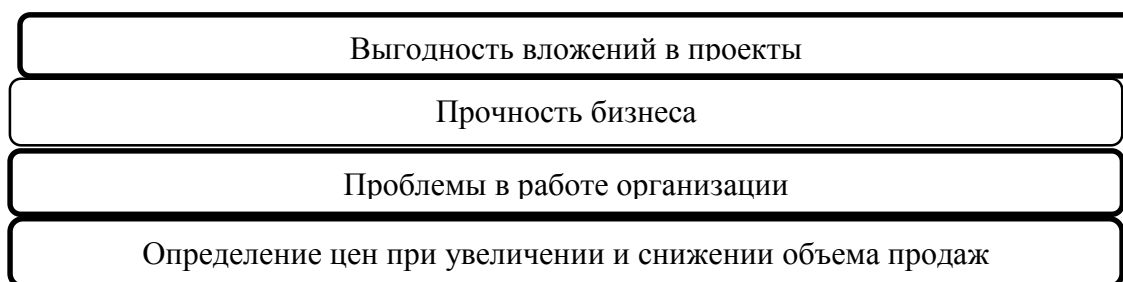 Выгодность вложений в проекты
Прочность бизнеса
Проблемы в работе организации
Определение цен при увеличении и снижении объема продаж